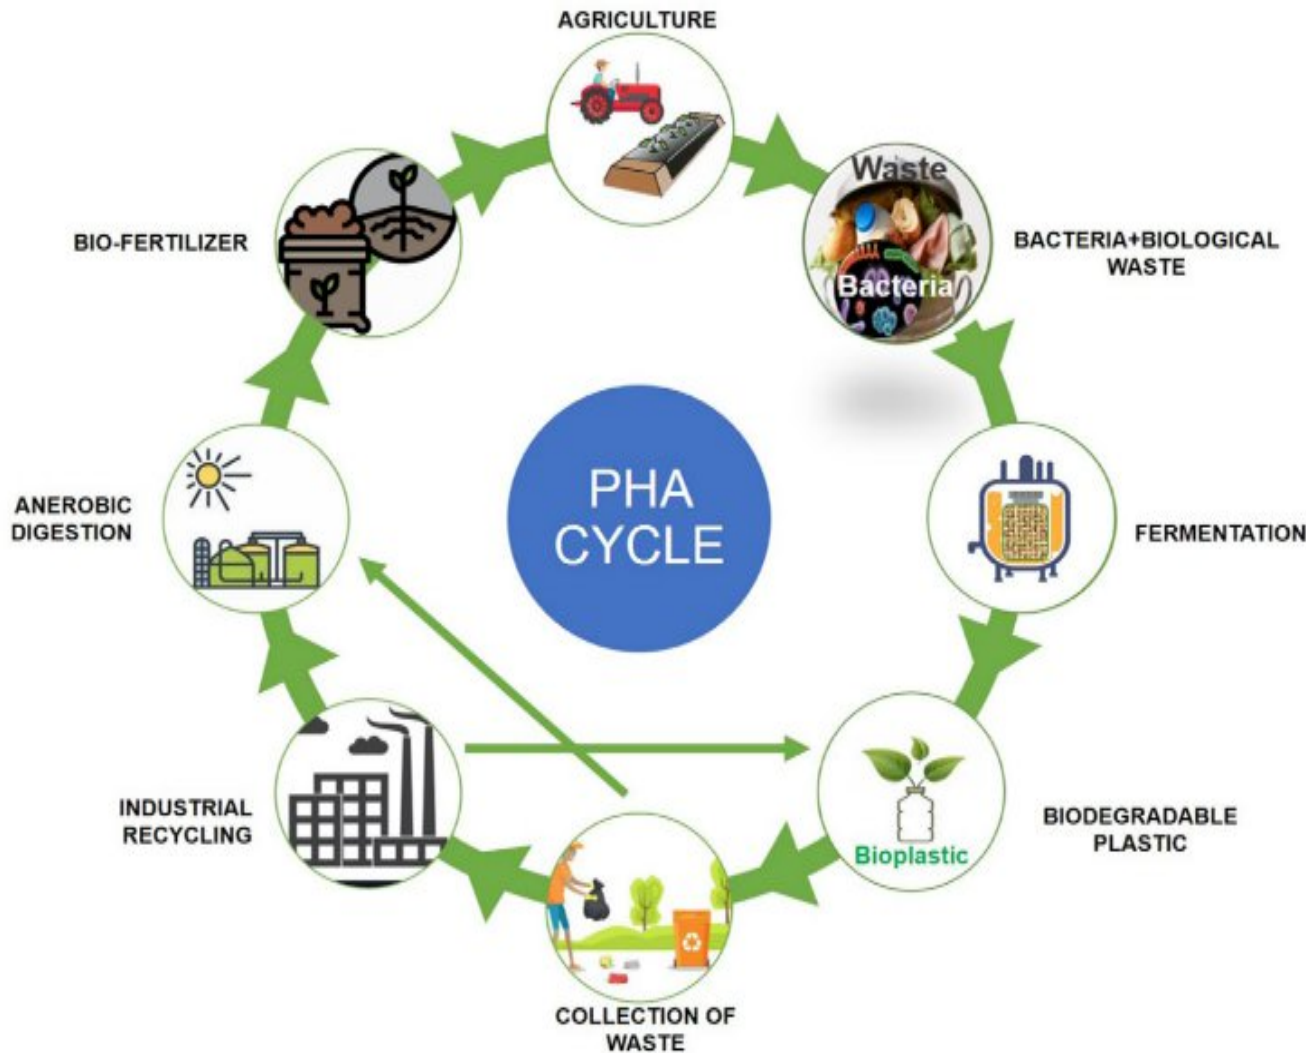 AGRICULTURE
Waste
Bacteria
BACTERIA+BIOLOGICAL
WASTE
BIO-FERTILIZER
PHA
CYCLE
ANEROBIC
DIGESTION
FERMENTATION
INDUSTRIAL
RECYCLING
Bioplastic
BIODEGRADABLE
PLASTIC
COLLECTION OF
WASTE